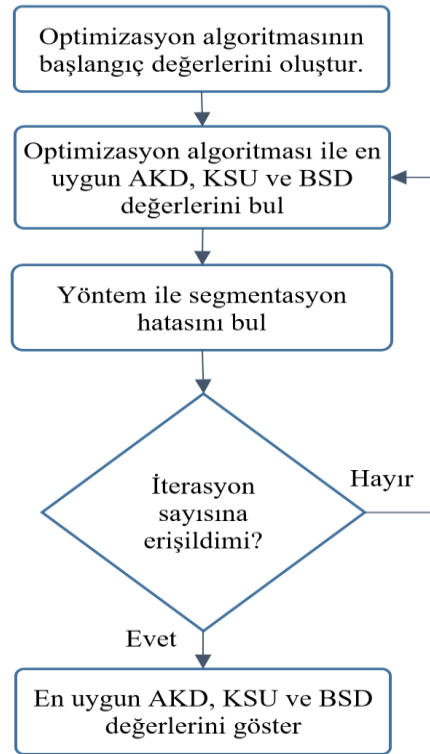 Optimizasyon algoritmasının
başlangıç değerlerini oluştur.
Optimizasyon algoritması ile en
uygun AKD, KSU ve BSD
değerlerini bul
Yöntem ile segmentasyon
hatasını bul
İterasyon
sayısına
erişildimi?
Hayır
Evet
En uygun AKD, KSU ve BSD
değerlerini göster